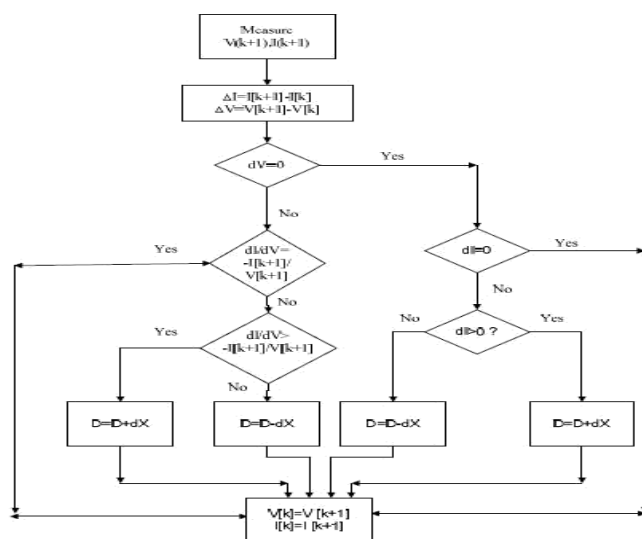 Measure
V(k+1),I(k+1)
ΔI=I[k+1]-I[k]
ΔV=V[k+1]-V[k]
dV=0
Yes
No
Yes
dI/dV=
-I[k+1]/
V[k+1]
dI=0
Yes
No
No
Yes
dI/dV>
-I[k+1]/V[k+1]
No
dI>0 ?
Yes
No
D=D+dX
D=D-dX
D=D-dX
D=D+dX
V[k]=V [k+1]
I[k]=I [k+1]